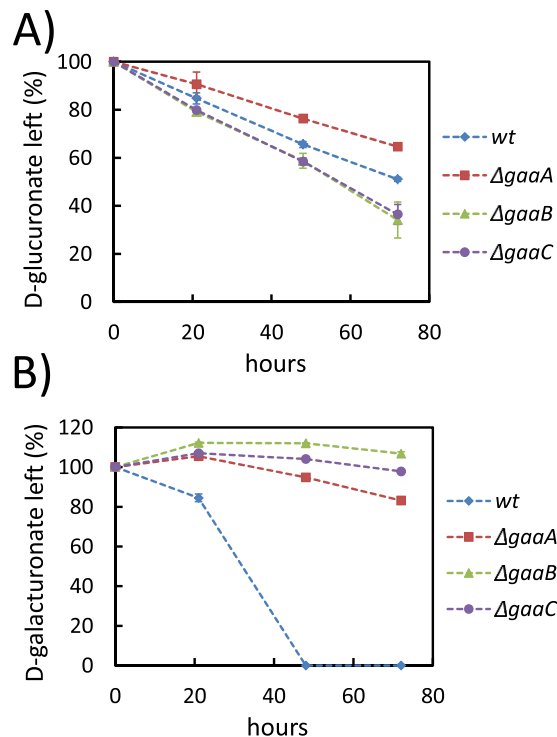 A)
D-glucuronate left (%)
100
80
60
40
20
0
0 20 40 60 80
hours
wt
ΔgaaA
ΔgaaB
ΔgaaC
B)
D-galacturonate left (%)
120
100
80
60
40
20
0
0 20 40 60 80
hours
wt
ΔgaaA
ΔgaaB
ΔgaaC